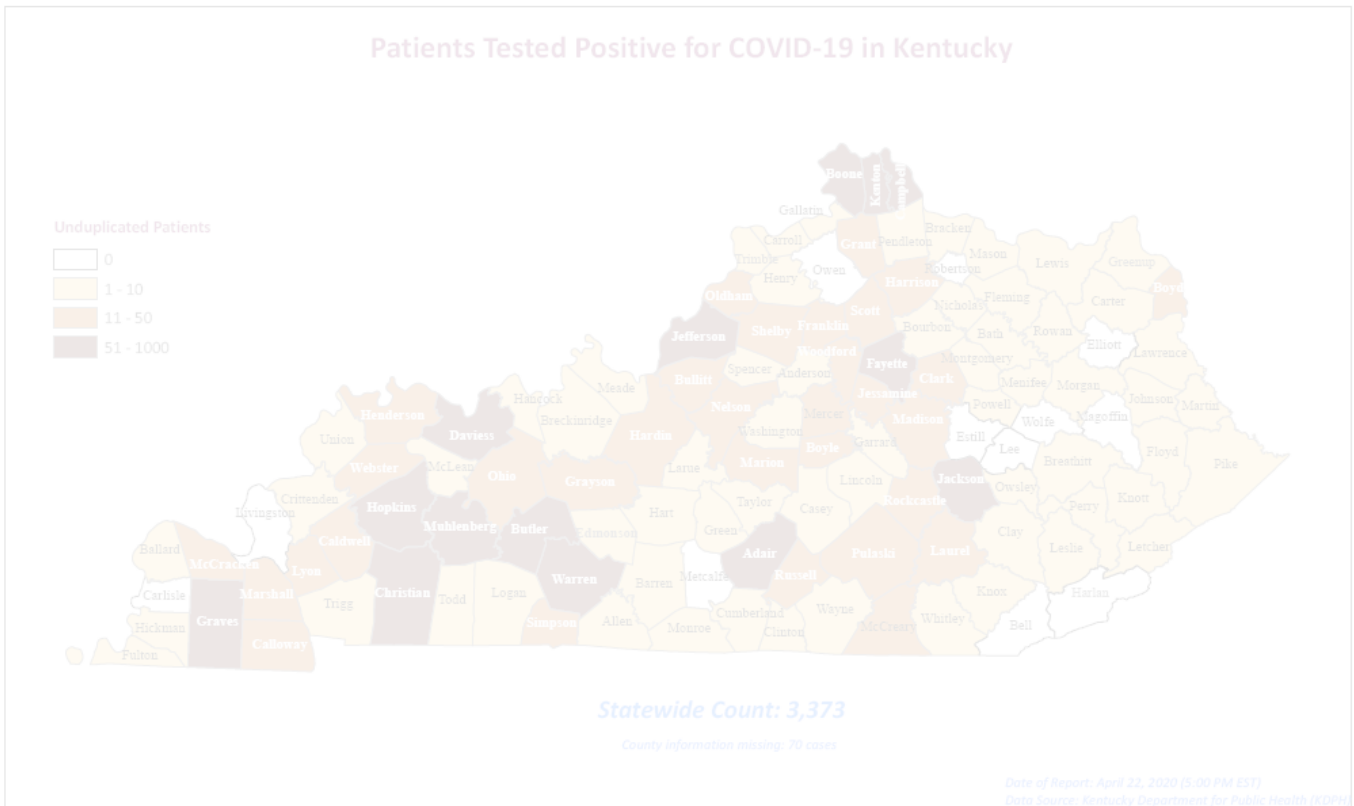 Patients Tested Positive for COVID-19 in Kentucky
Unduplicated Patients
0
1 - 10
11 - 50
51 - 1000
Boone
Kenton
Campbell
Gallatin
Carroll
Trimble
Henry
Owen
Grant
Pendleton
Bracken
Mason
Robertson
Lewis
Greenup
Boyd
Carter
Fleming
Nicholas
Harrison
Oldham
Jefferson
Shelby
Franklin
Scott
Bourbon
Bath
Rowan
Elliott
Lawrence
Woodford
Fayette
Montgomery
Menifee
Morgan
Johnson
Martin
Spencer
Anderson
Bullitt
Nelson
Jessamine
Clark
Powell
Madison
Estill
Wolfe
Magoffin
Lee
Mercer
Washington
Boyle
Garrard
Marion
Meade
Hancock
Breckinridge
Hardin
Henderson
Daviess
Union
Webster
McLean
Ohio
Grayson
Larue
Taylor
Casey
Lincoln
Rockcastle
Jackson
Owsley
Breathitt
Floyd
Pike
Knott
Perry
Clay
Leslie
Letcher
Crittenden
Livingston
Hopkins
Muhlenberg
Butler
Edmonson
Hart
Green
Adair
Pulaski
Laurel
Ballard
McCracken
Caldwell
Lyon
Carlisle
Graves
Marshall
Trigg
Christian
Todd
Logan
Warren
Barren
Metcalfe
Russell
Cumberland
Wayne
McCreary
Whitley
Knox
Bell
Harlan
Hickman
Fulton
Calloway
Simpson
Allen
Monroe
Clinton
Statewide Count: 3,373
County information missing: 70 cases
Date of Report: April 22, 2020 (5:00 PM EST)
Data Source: Kentucky Department for Public Health (KDPH)